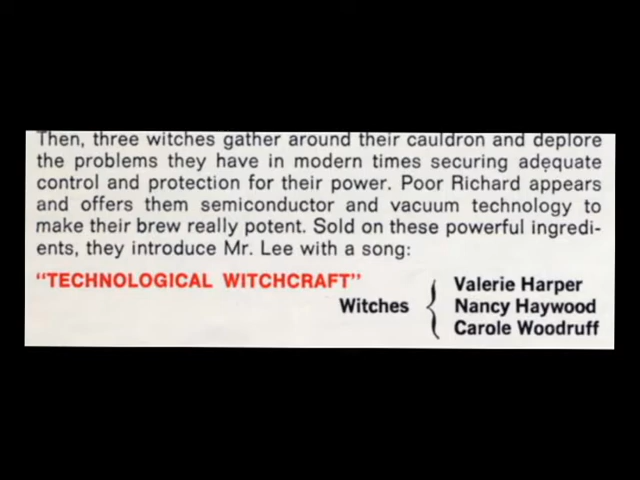 Then, three witches gather around their cauldron and deplore
the problems they have in modern times securing adequate
control and protection for their power. Poor Richard appears
and offers them semiconductor and vacuum technology to
make their brew really potent. Sold on these powerful ingredi-
ents, they introduce Mr. Lee with a song:
"TECHNOLOGICAL WITCHCRAFT"
Witches { Valerie Harper
Nancy Haywood
Carole Woodruff